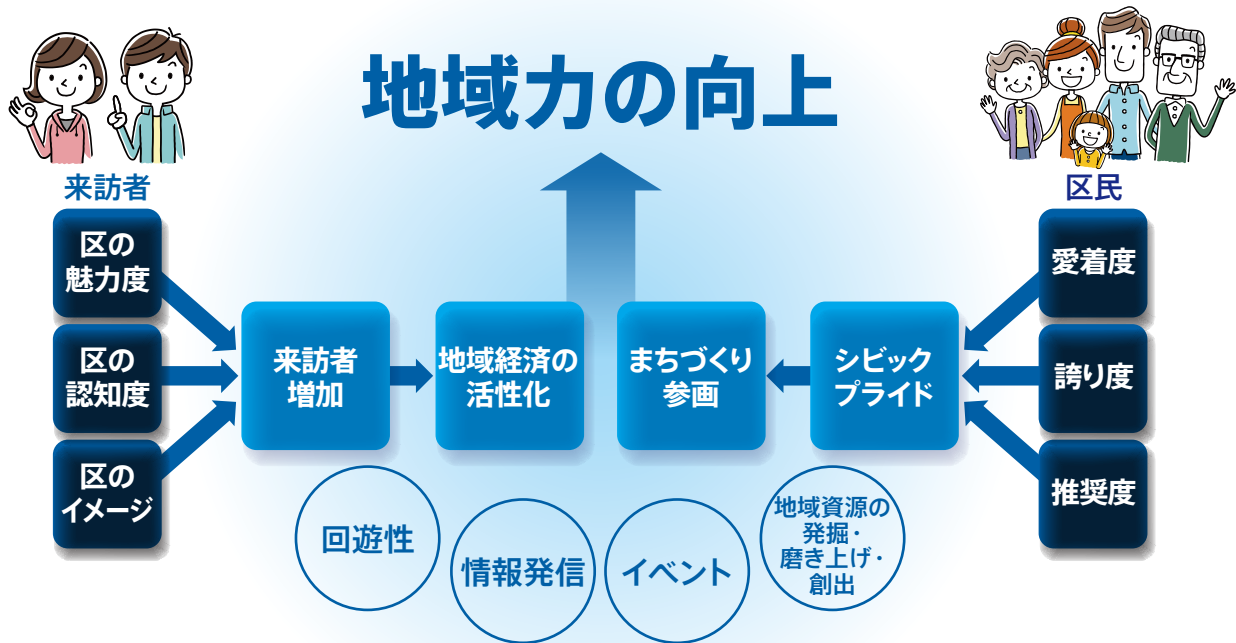 地域力の向上
来訪者
区の
魅力度
区の
認知度
区の
イメージ
来訪者
増加
地域経済の
活性化
まちづくり
参画
シビック
プライド
区民
愛着度
誇り度
推奨度
回遊性
情報発信
イベント
地域資源の
発掘・
磨き上げ・
創出